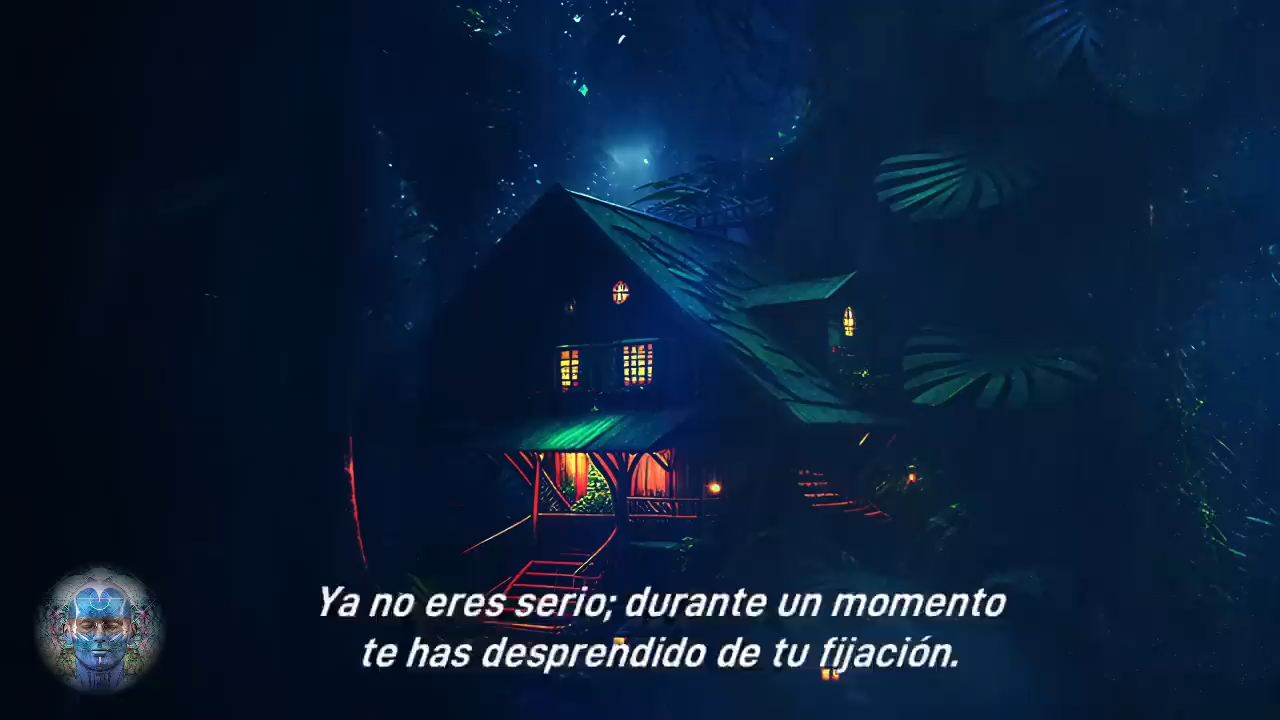 Ya no eres serio; durante un momento
te has desprendido de tu fijación.